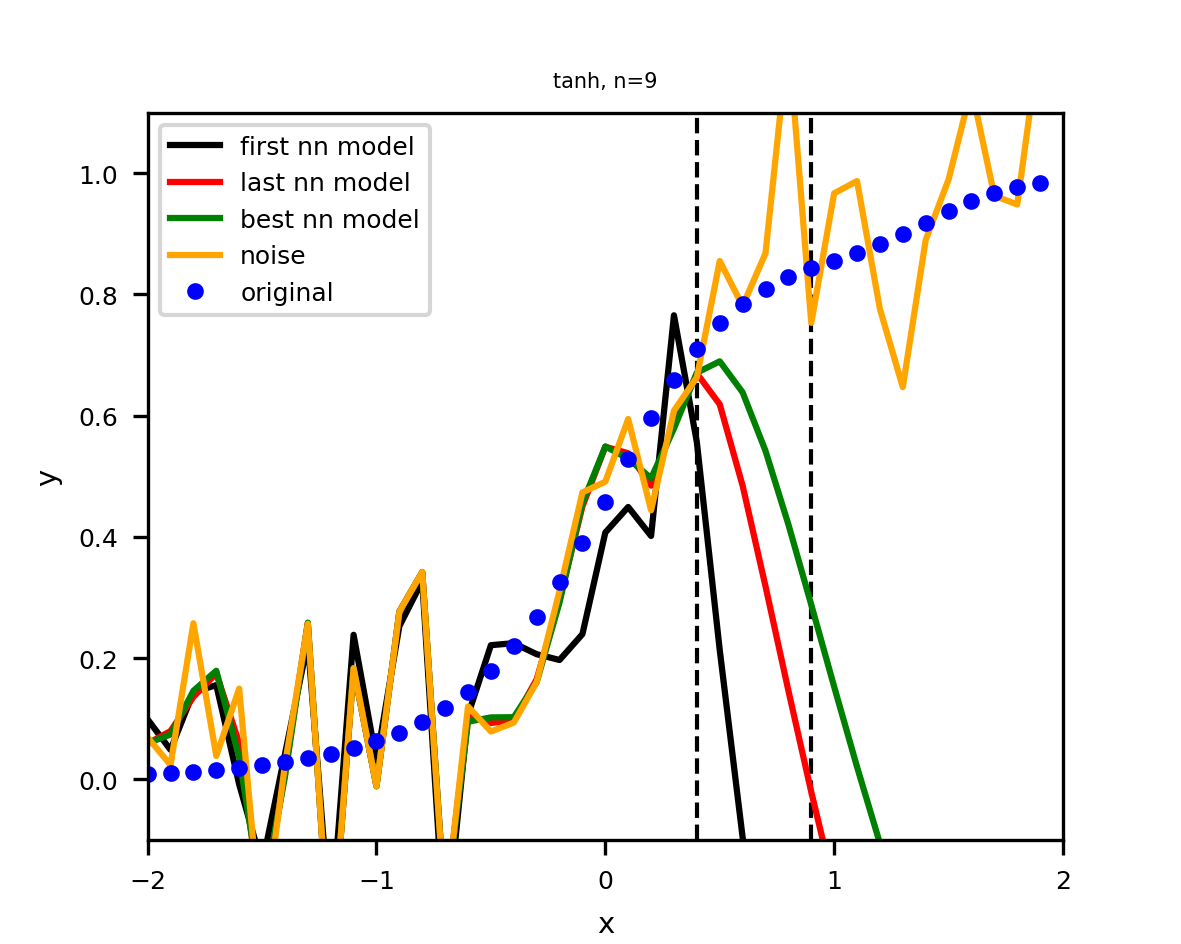 tanh, n=9
first nn model
last nn model
best nn model
noise
original
1.0
0.8
0.6
0.4
0.2
0.0
y
−2
−1
0
1
2
x